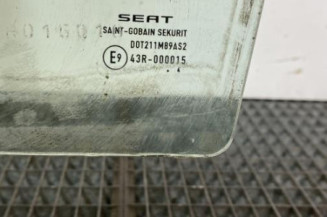 SEAT
SAINT-GOBAIN SEKURIT
DOT211M89AS2
E9 43R-000015